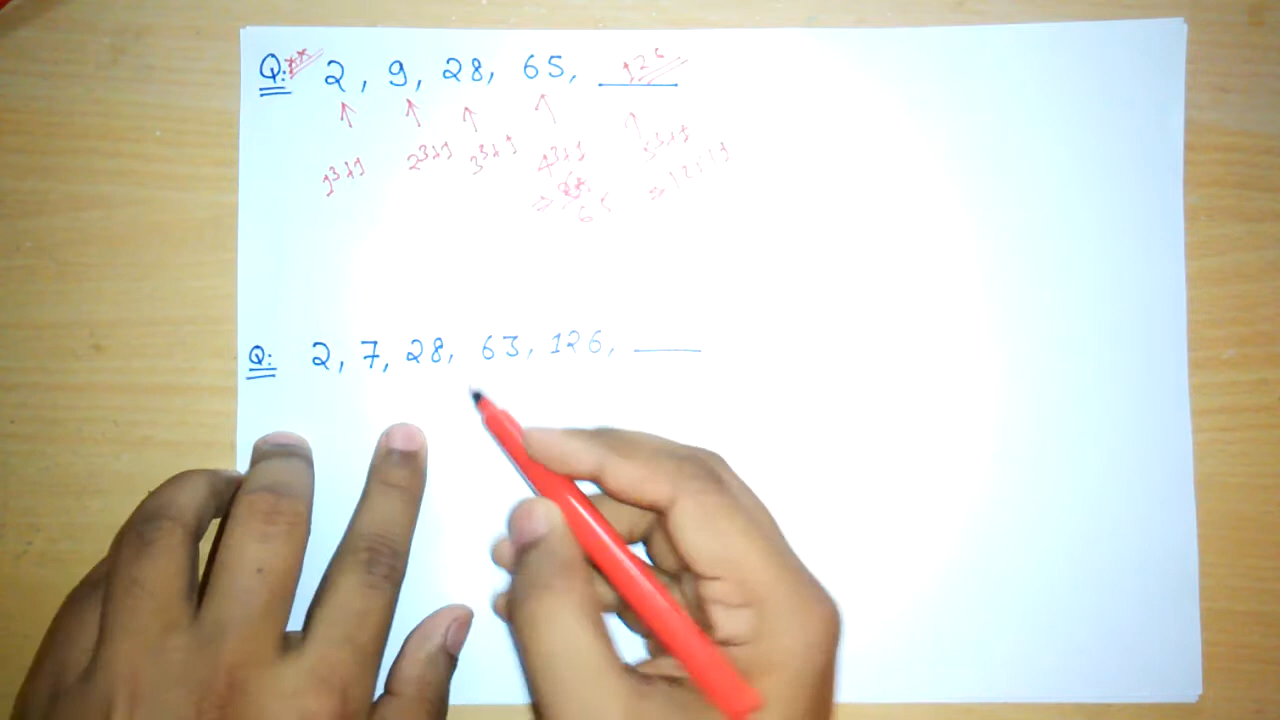 Q: ** 2, 9, 28, 65, 126
1³+1 2³+1 3³+1 4³+1 5³+1
= 65 = 125+1
Q: 2, 7, 28, 63, 126, ____